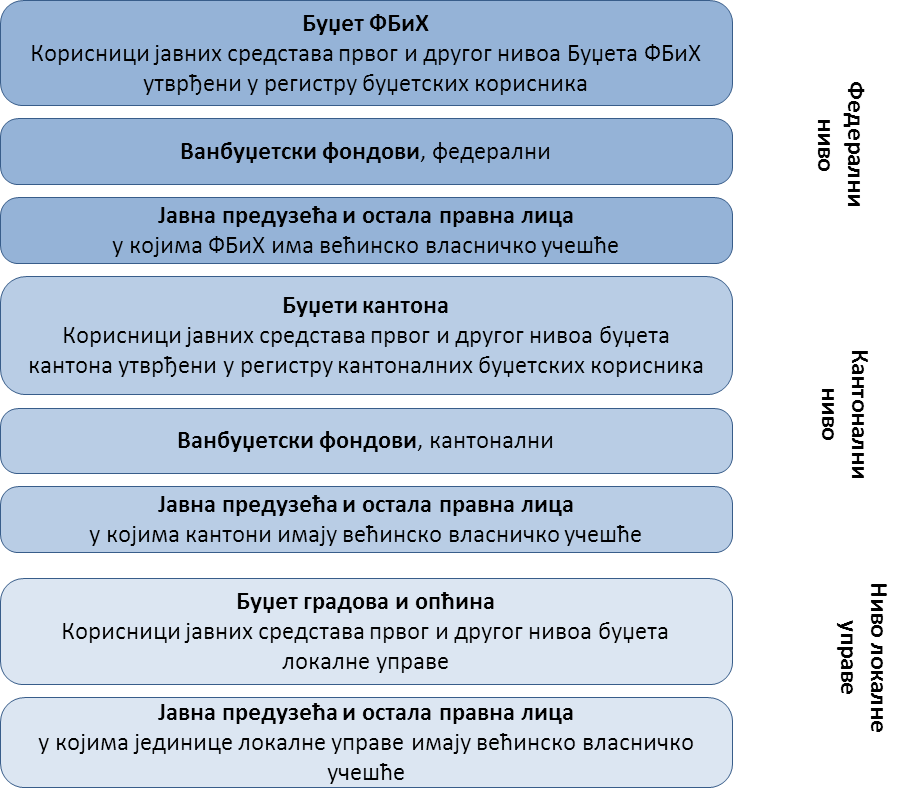 Буџет ФБиХ
Корисници јавних средстава првог и другог нивоа Буџета ФБиХ
утврђени у регистру буџетских корисника
Ванбуџетски фондови, федерални
Јавна предузећа и остала правна лица
у којима ФБиХ има већинско власничко учешће
Федерални
ниво
Буџети кантона
Корисници јавних средстава првог и другог нивоа буџета
кантона утврђени у регистру кантоналних буџетских корисника
Ванбуџетски фондови, кантонални
Јавна предузећа и остала правна лица
у којима кантони имају већинско власничко учешће
Кантонални
ниво
Буџет градова и опћина
Корисници јавних средстава првог и другог нивоа буџета
локалне управе
Јавна предузећа и остала правна лица
у којима јединице локалне управе имају већинско власничко
учешће
Ниво локалне
управе